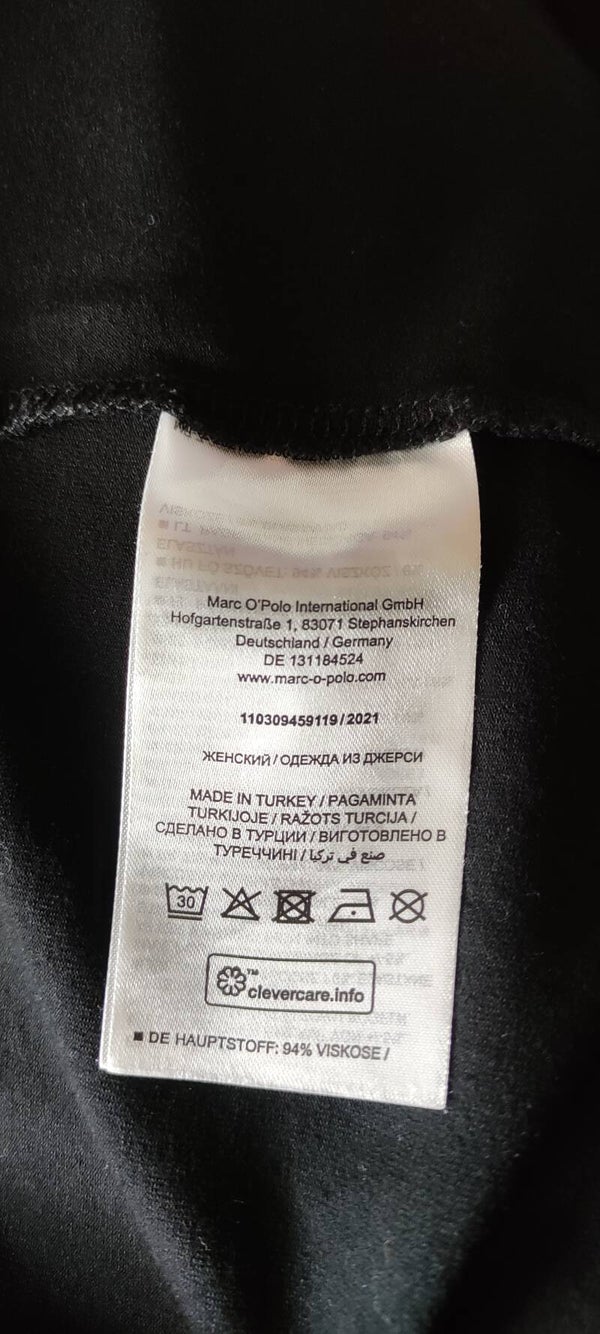 Marc O'Polo International GmbH
Hofgartenstraße 1, 83071 Stephanskirchen
Deutschland / Germany
DE 131184524
www.marc-o-polo.com
110309459119/2021
ЖЕНСКИЙ / ОДЕЖДА ИЗ ДЖЕРСИ
MADE IN TURKEY / PAGAMINTA
TURKIJOJE / RAŽOTS TURCIJA /
СДЕЛАНО В ТУРЦИИ / ВИГОТОВЛЕНО В
ТУРЕЧЧИНІ / صنع في تركيا
30
™
clevercare.info
■ DE HAUPTSTOFF: 94% VISKOSE /